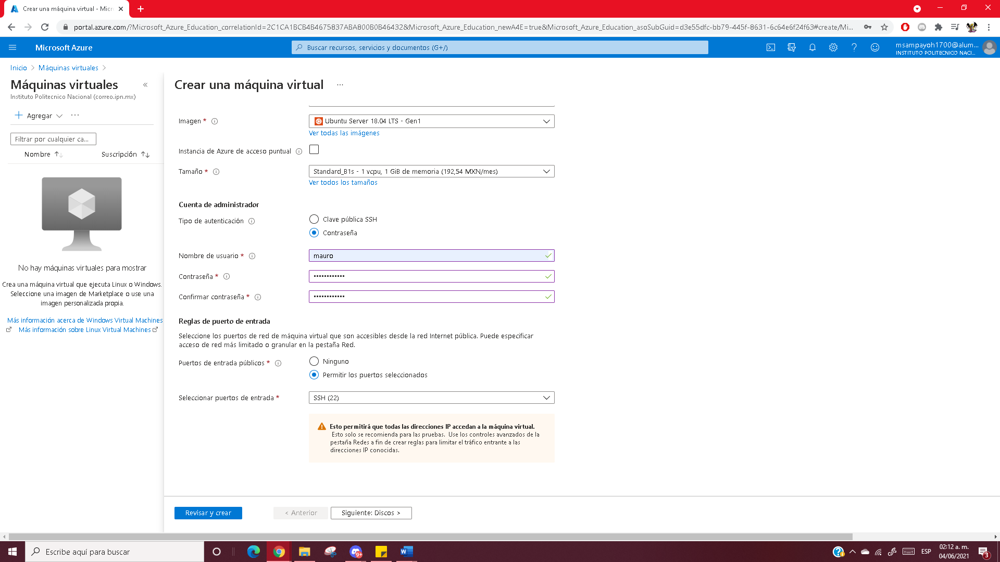 Crear una máquina virtual - Micr
portal.azure.com/?Microsoft_Azure_Education_correlationId=2C1CA1BCB4B4675837ABA800B0B46432&Microsoft_Azure_Education_newA4E=true&Microsoft_Azure_Education_asoSubGuid=d3e55dfc-bb79-445f-8631-6c64e6f24f63#create/Mi...
Microsoft Azure
Buscar recursos, servicios y documentos (G+/)
msampayoh1700@alum...
INSTITUTO POLITECNICO NACI...
Inicio > Máquinas virtuales >
Máquinas virtuales «
Instituto Politecnico Nacional (correo.ipn.mx)
+ Agregar ...
Filtrar por cualquier ca...
Nombre ↑↓ Suscripción ↑↓
No hay máquinas virtuales para mostrar
Crea una máquina virtual que ejecuta Linux o Windows.
Seleccione una imagen de Marketplace o use una
imagen personalizada propia.
Más información acerca de Windows Virtual Machines
Más información sobre Linux Virtual Machines
Crear una máquina virtual ...
Imagen *
Ubuntu Server 18.04 LTS - Gen1
Ver todas las imágenes
Instancia de Azure de acceso puntual
Tamaño *
Standard_B1s - 1 vcpu, 1 GiB de memoria (192,54 MXN/mes)
Ver todos los tamaños
Cuenta de administrador
Tipo de autenticación
Clave pública SSH
Contraseña
Nombre de usuario *
mauro
Contraseña *
••••••••••••
Confirmar contraseña *
••••••••••••
Reglas de puerto de entrada
Seleccione los puertos de red de máquina virtual que son accesibles desde la red Internet pública. Puede especificar
acceso de red más limitado o granular en la pestaña Red.
Puertos de entrada públicos *
Ninguno
Permitir los puertos seleccionados
Seleccionar puertos de entrada *
SSH (22)
Esto permitirá que todas las direcciones IP accedan a la máquina virtual.
Esto solo se recomienda para las pruebas. Use los controles avanzados de la
pestaña Redes a fin de crear reglas para limitar el tráfico entrante a las
direcciones IP conocidas.
Revisar y crear
< Anterior
Siguiente: Discos >
Escribe aquí para buscar
9+
ESP
02:12 a. m.
04/06/2021
3